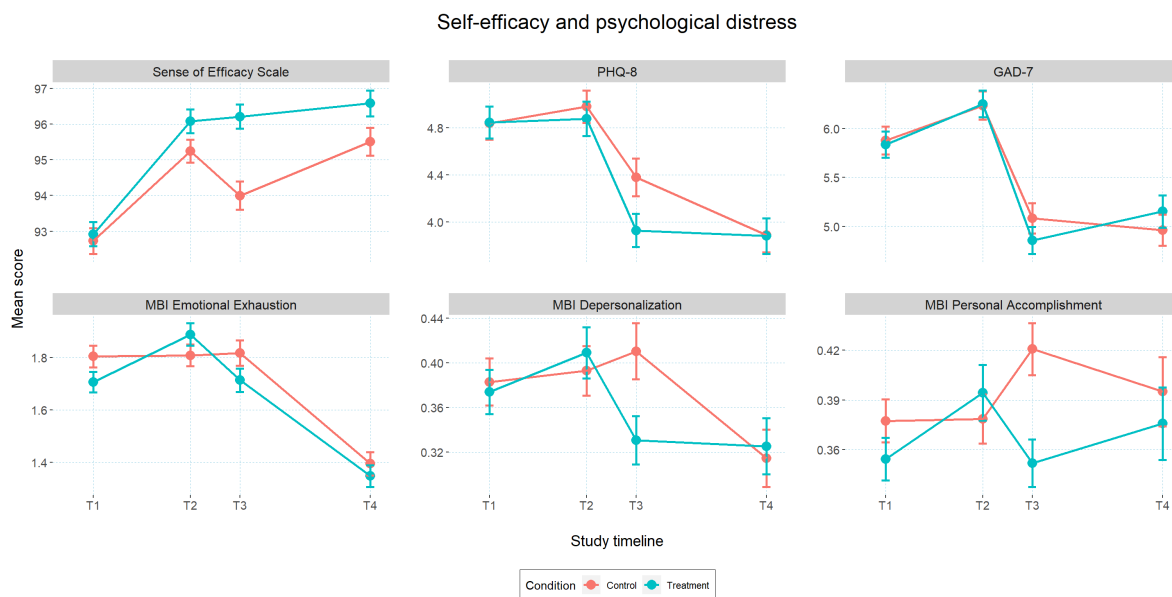 Self-efficacy and psychological distress
Sense of Efficacy Scale
PHQ-8
GAD-7
97
96
95
94
93
4.8
4.4
4.0
6.0
5.5
5.0
Mean score
MBI Emotional Exhaustion
MBI Depersonalization
MBI Personal Accomplishment
1.8
1.6
1.4
0.44
0.40
0.36
0.32
0.42
0.39
0.36
T1 T2 T3 T4
T1 T2 T3 T4
T1 T2 T3 T4
Study timeline
Condition Control Treatment